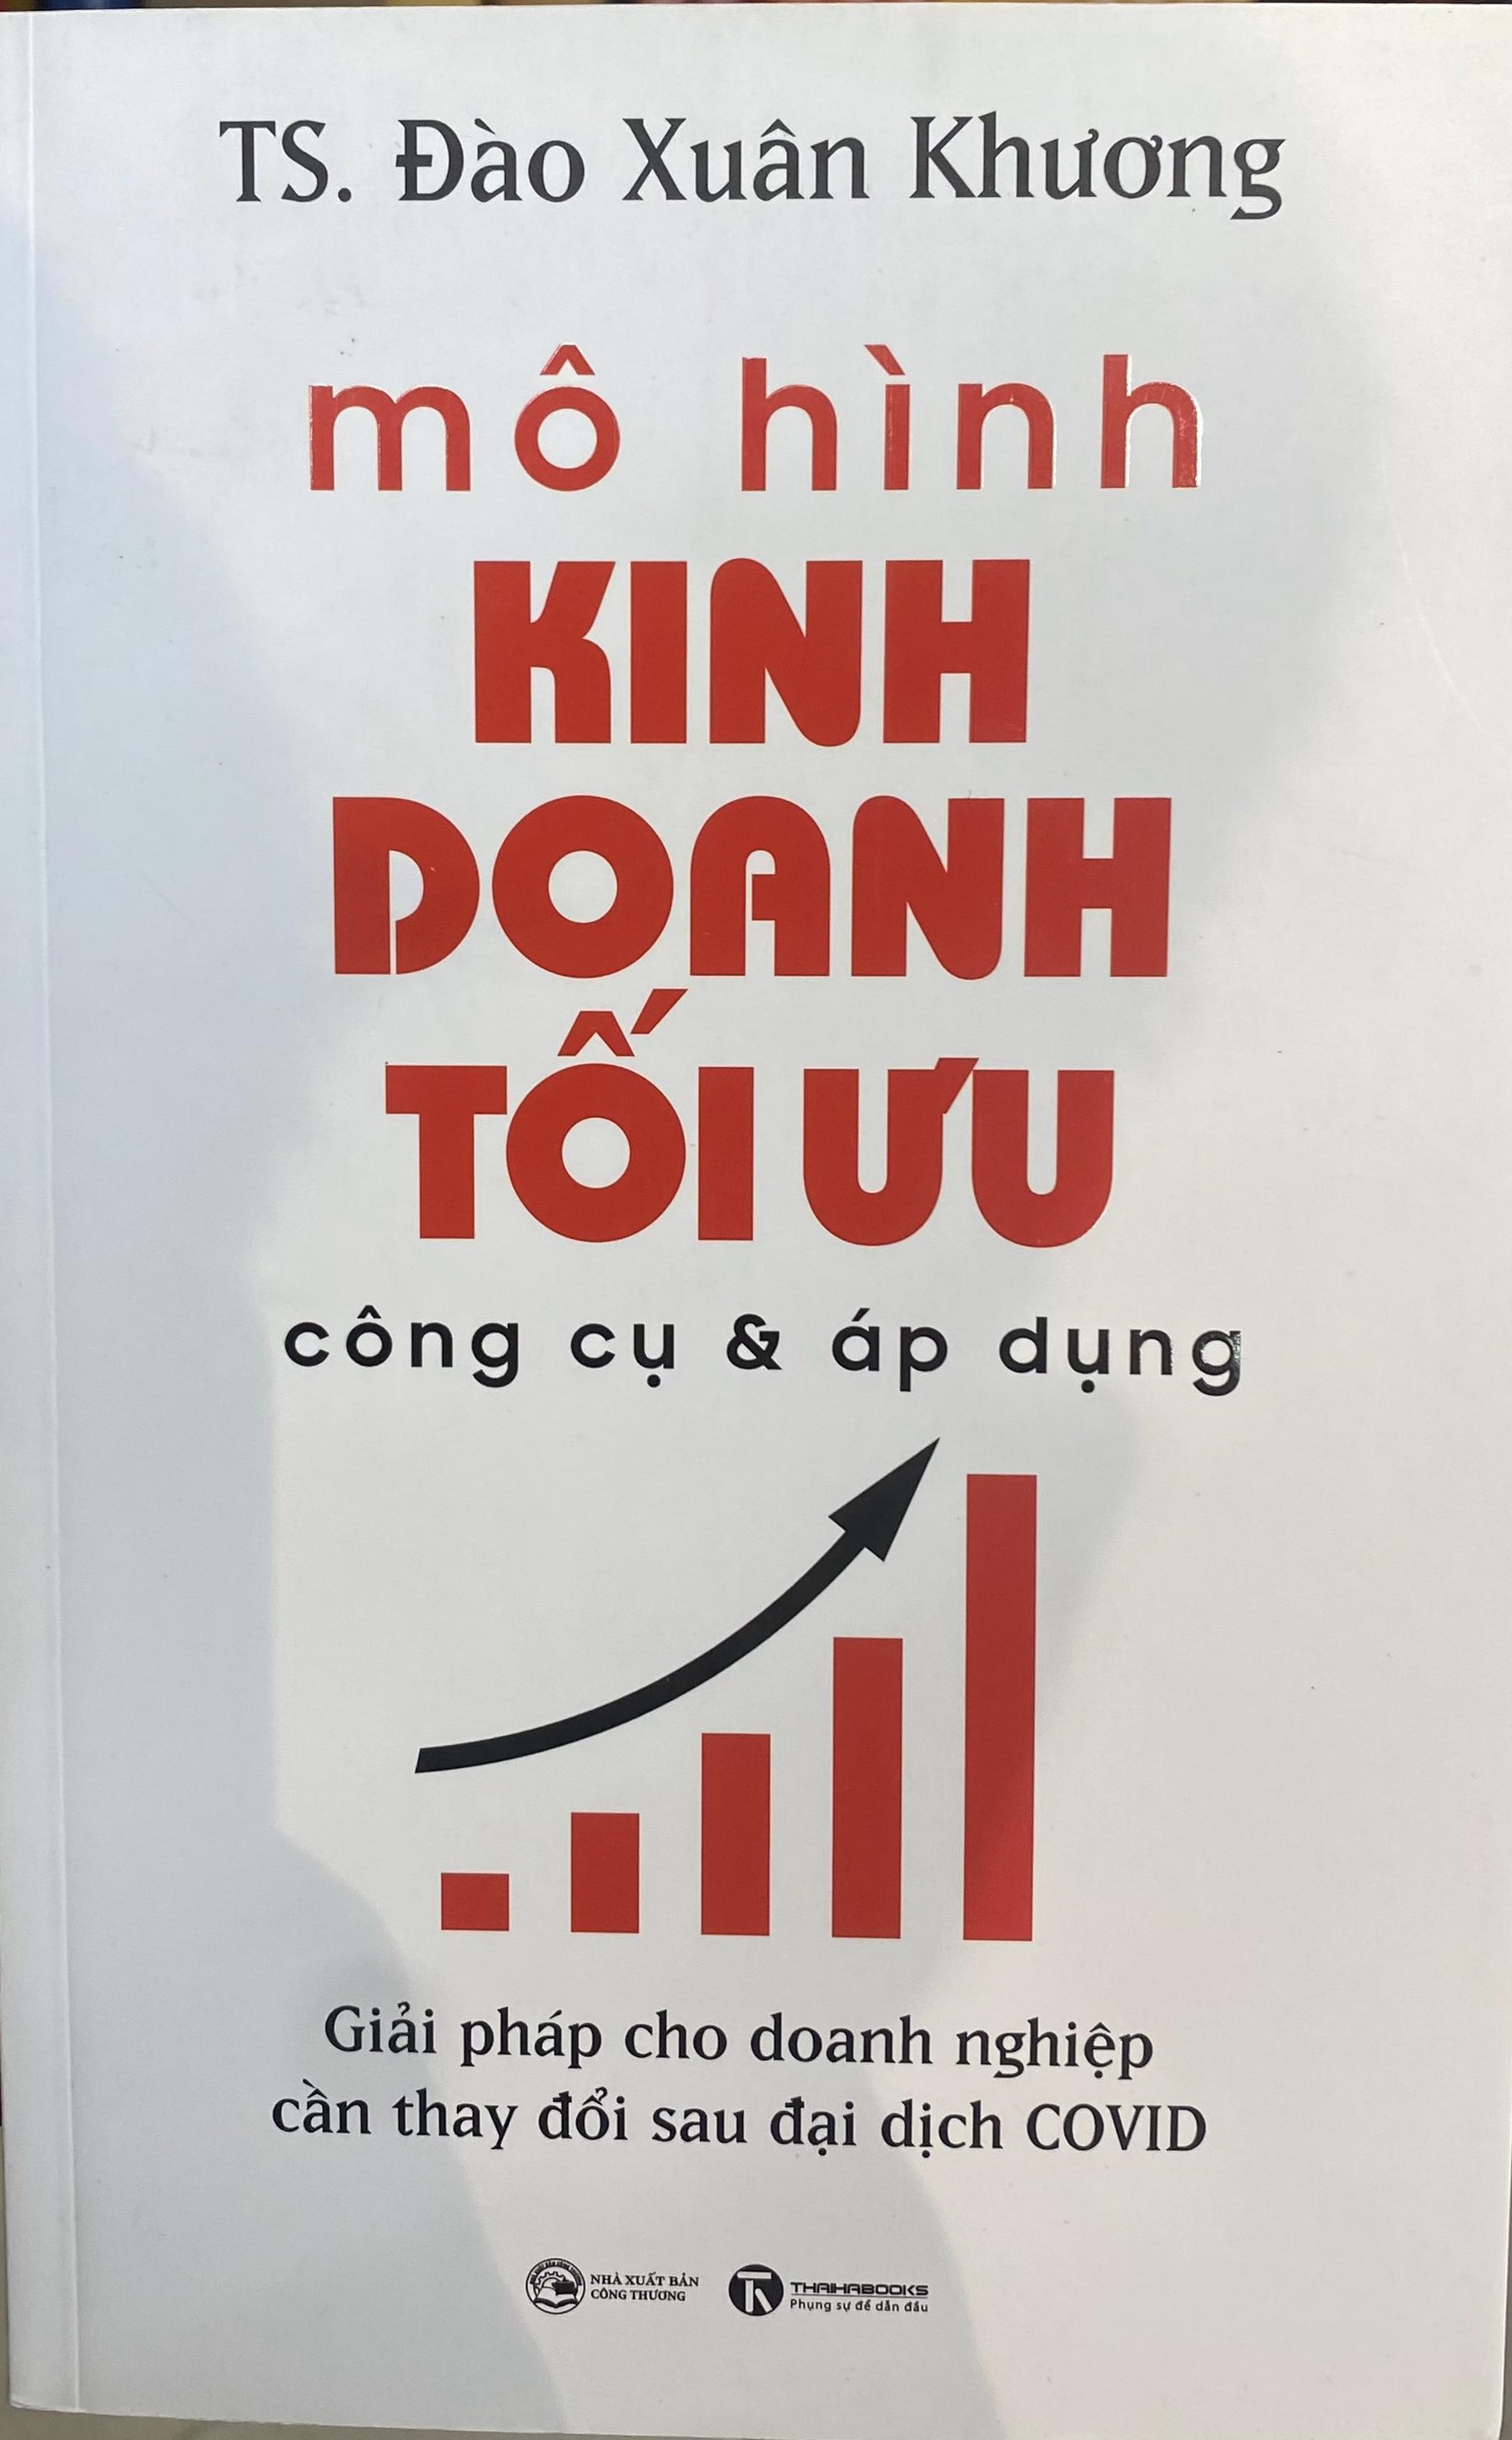 TS. Đào Xuân Khương
mô hình
KINH
DOANH
TỐI ƯU
công cụ & áp dụng
Giải pháp cho doanh nghiệp
cần thay đổi sau đại dịch COVID
NHÀ XUẤT BẢN
CÔNG THƯƠNG
THAIHABOOKS
Phụng sự để dẫn đầu